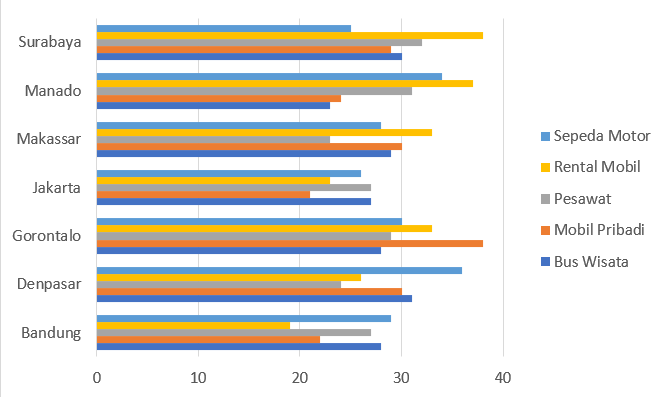 Surabaya
Manado
Makassar
Jakarta
Gorontalo
Denpasar
Bandung
0 10 20 30 40
Sepeda Motor
Rental Mobil
Pesawat
Mobil Pribadi
Bus Wisata